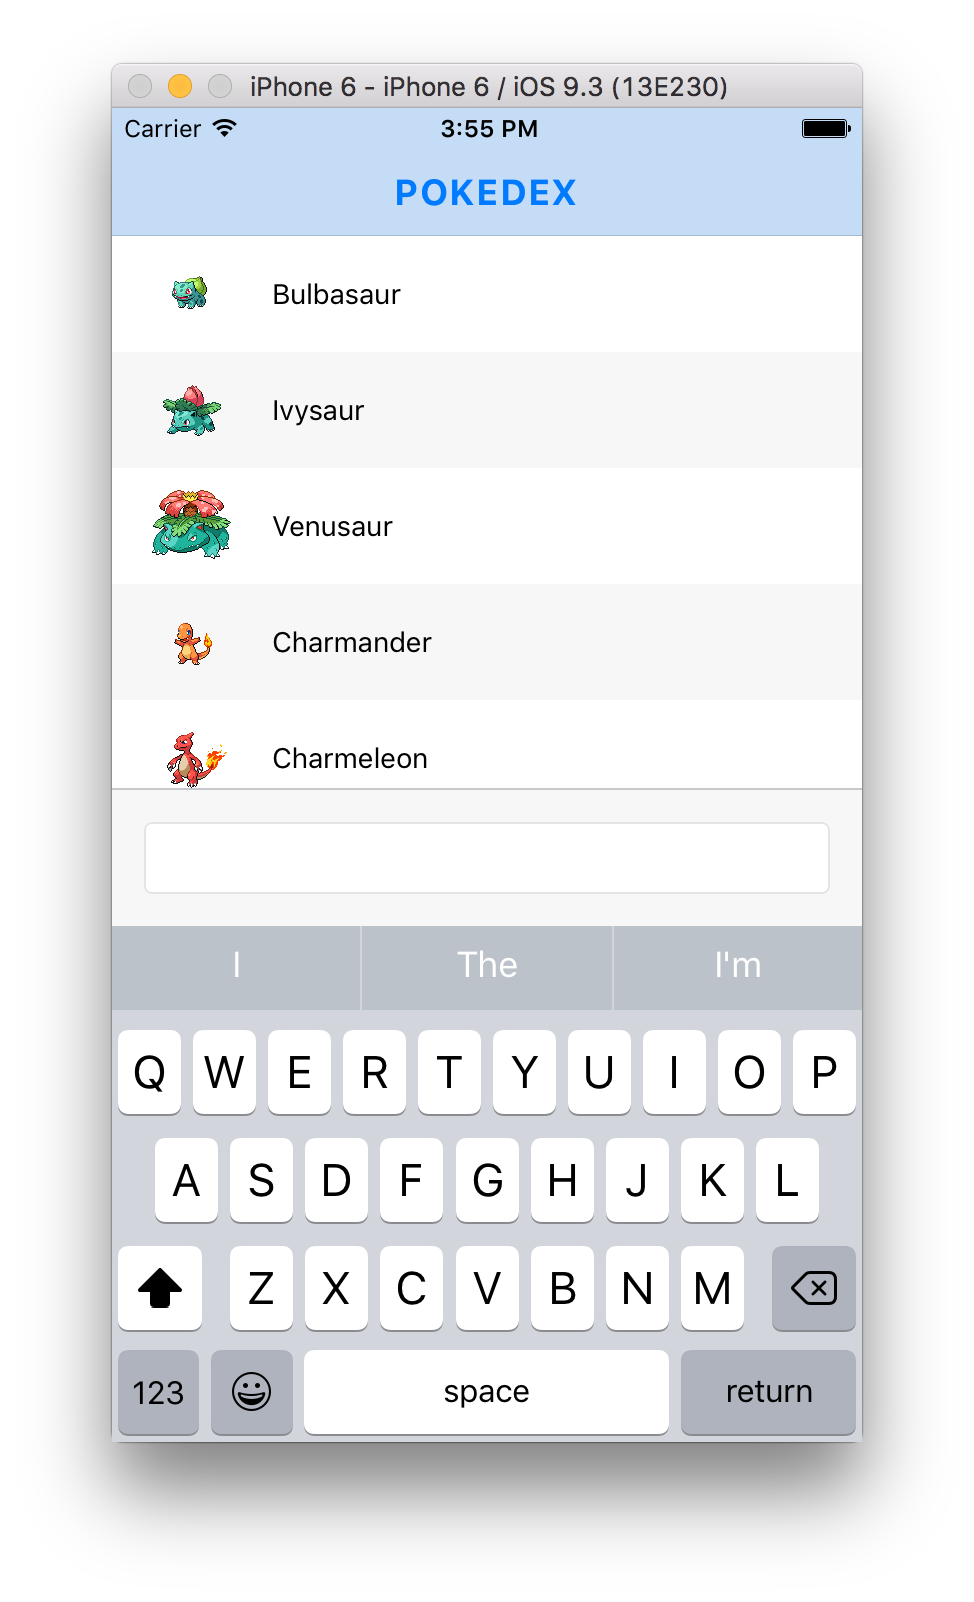 iPhone 6 - iPhone 6 / iOS 9.3 (13E230)
Carrier 3:55 PM
POKEDEX
Bulbasaur
Ivysaur
Venusaur
Charmander
Charmeleon
I The I'm
Q W E R T Y U I O P
A S D F G H J K L
Z X C V B N M
123 space return